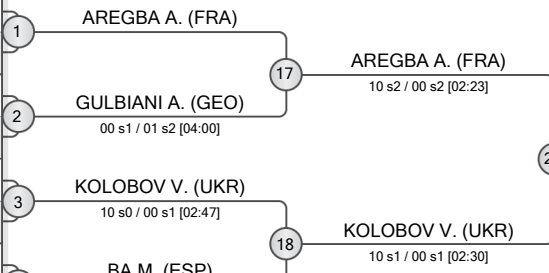 AREGBA A. (FRA)
1
17
AREGBA A. (FRA)
10 s2 / 00 s2 [02:23]
GULBIANI A. (GEO)
2
00 s1 / 01 s2 [04:00]
KOLOBOV V. (UKR)
3
10 s0 / 00 s1 [02:47]
18
KOLOBOV V. (UKR)
10 s1 / 00 s1 [02:30]
BA M. (ESP)